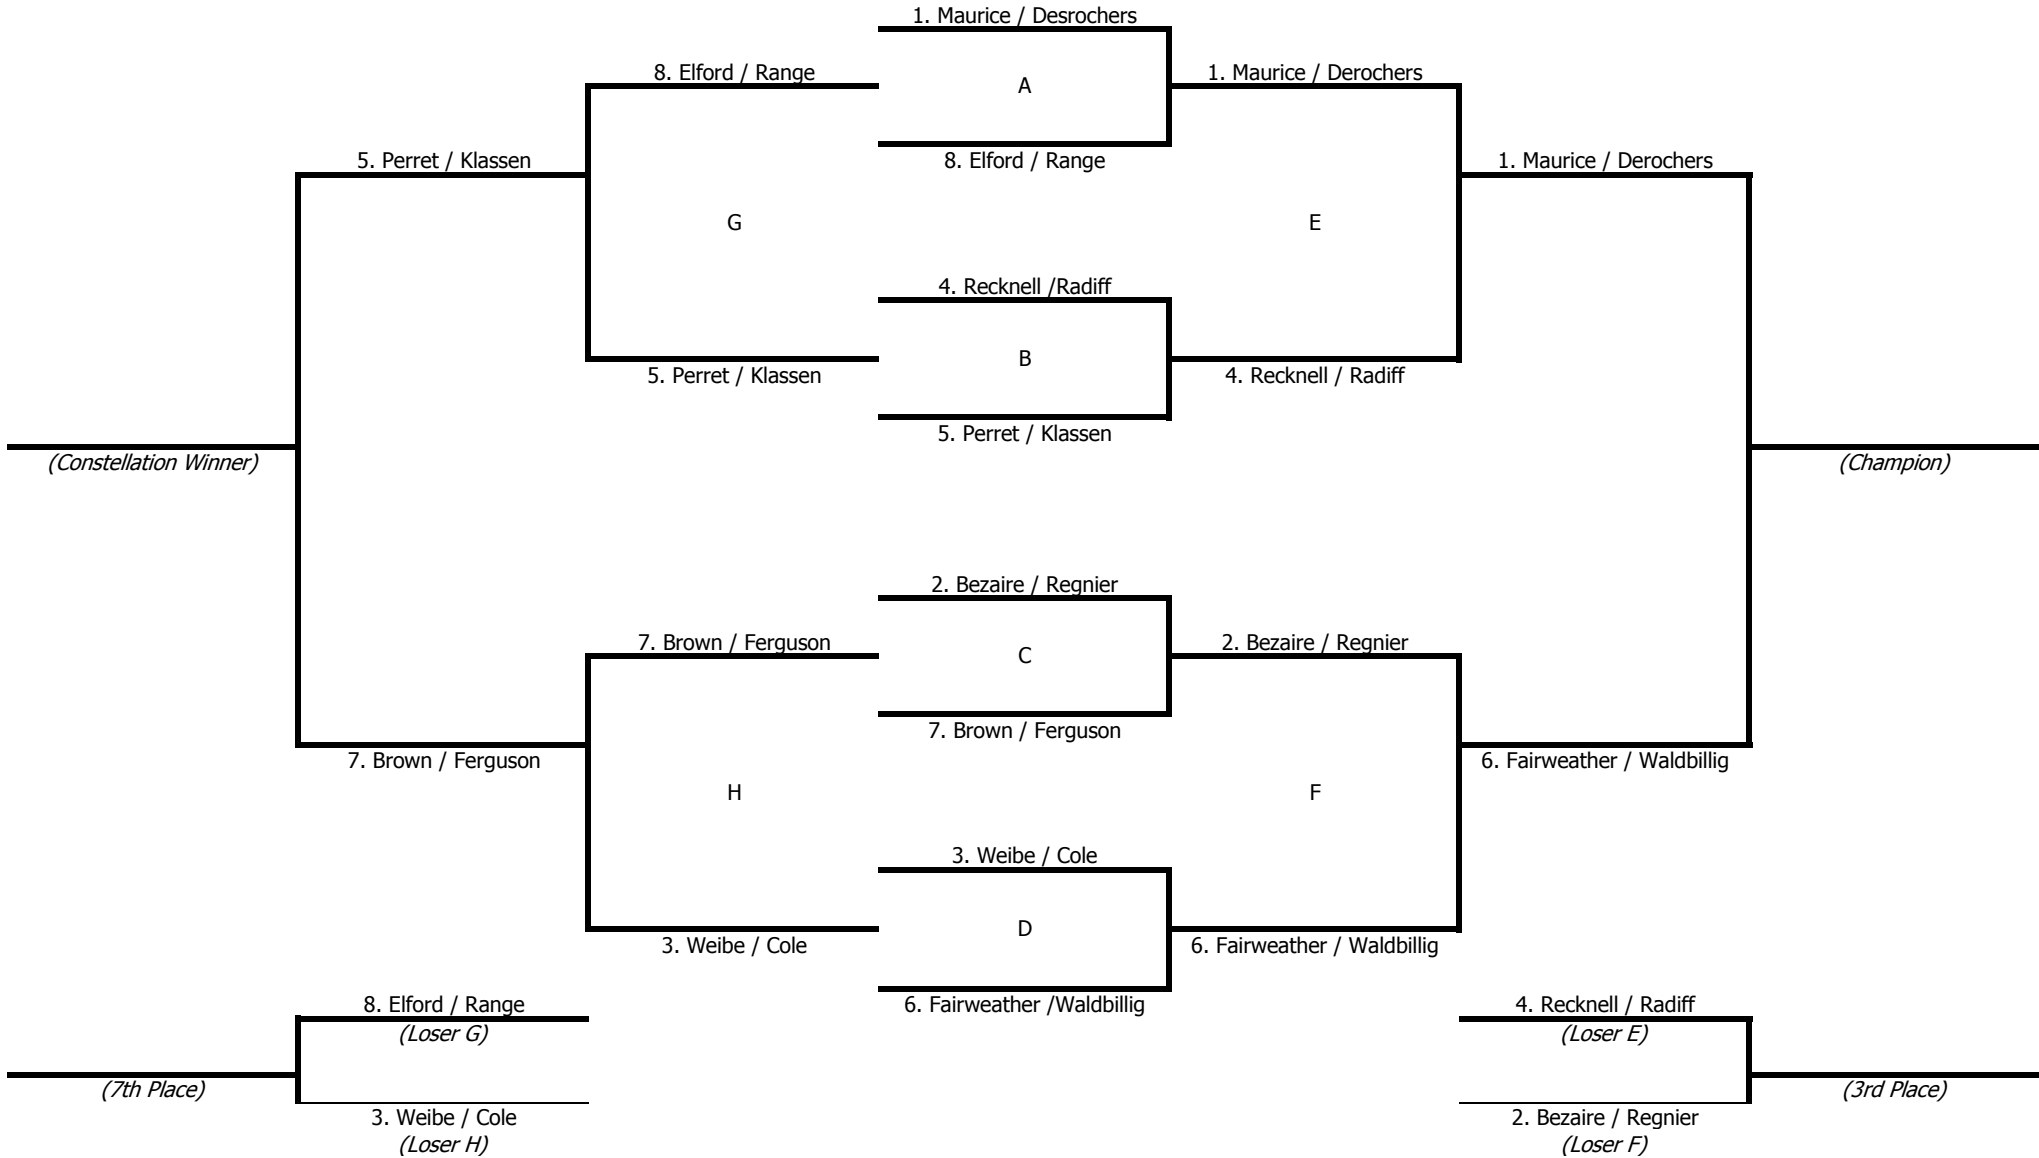 1. Maurice / Desrochers
8. Elford / Range
A
1. Maurice / Derochers
5. Perret / Klassen
8. Elford / Range
1. Maurice / Derochers
G
E
4. Recknell /Radiff
B
5. Perret / Klassen
4. Recknell / Radiff
5. Perret / Klassen
(Constellation Winner)
(Champion)
2. Bezaire / Regnier
7. Brown / Ferguson
C
2. Bezaire / Regnier
7. Brown / Ferguson
7. Brown / Ferguson
6. Fairweather / Waldbillig
H
F
3. Weibe / Cole
D
3. Weibe / Cole
6. Fairweather / Waldbillig
8. Elford / Range
6. Fairweather /Waldbillig
4. Recknell / Radiff
(Loser G)
(Loser E)
(7th Place)
(3rd Place)
3. Weibe / Cole
2. Bezaire / Regnier
(Loser H)
(Loser F)